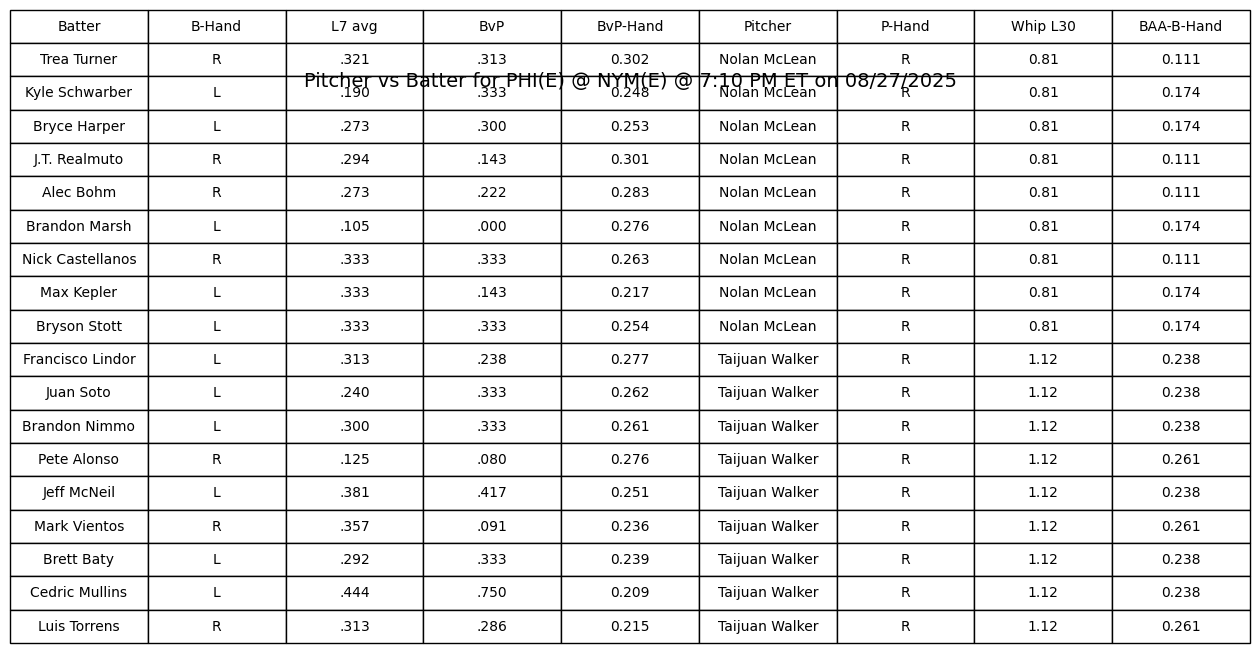 Batter B-Hand L7 avg BvP BvP-Hand Pitcher P-Hand Whip L30 BAA-B-Hand
Trea Turner R .321 .313 0.302 Nolan McLean R 0.81 0.111
Pitcher vs Batter for PHI(E) @ NYM(E) @ 7:10 PM ET on 08/27/2025
Kyle Schwarber L .190 .333 0.248 Nolan McLean R 0.81 0.174
Bryce Harper L .273 .300 0.253 Nolan McLean R 0.81 0.174
J.T. Realmuto R .294 .143 0.301 Nolan McLean R 0.81 0.111
Alec Bohm R .273 .222 0.283 Nolan McLean R 0.81 0.111
Brandon Marsh L .105 .000 0.276 Nolan McLean R 0.81 0.174
Nick Castellanos R .333 .333 0.263 Nolan McLean R 0.81 0.111
Max Kepler L .333 .143 0.217 Nolan McLean R 0.81 0.174
Bryson Stott L .333 .333 0.254 Nolan McLean R 0.81 0.174
Francisco Lindor L .313 .238 0.277 Taijuan Walker R 1.12 0.238
Juan Soto L .240 .333 0.262 Taijuan Walker R 1.12 0.238
Brandon Nimmo L .300 .333 0.261 Taijuan Walker R 1.12 0.238
Pete Alonso R .125 .080 0.276 Taijuan Walker R 1.12 0.261
Jeff McNeil L .381 .417 0.251 Taijuan Walker R 1.12 0.238
Mark Vientos R .357 .091 0.236 Taijuan Walker R 1.12 0.261
Brett Baty L .292 .333 0.239 Taijuan Walker R 1.12 0.238
Cedric Mullins L .444 .750 0.209 Taijuan Walker R 1.12 0.238
Luis Torrens R .313 .286 0.215 Taijuan Walker R 1.12 0.261